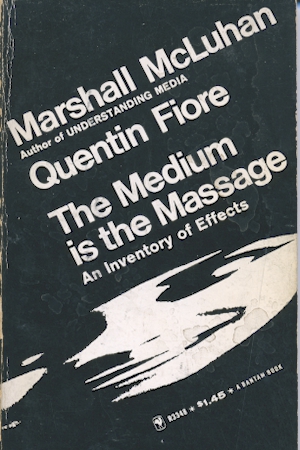 Marshall McLuhan
Author of UNDERSTANDING MEDIA
Quentin Fiore
The Medium
is the Massage
An Inventory of Effects
R3348 * $1.45 * A BANTAM BOOK